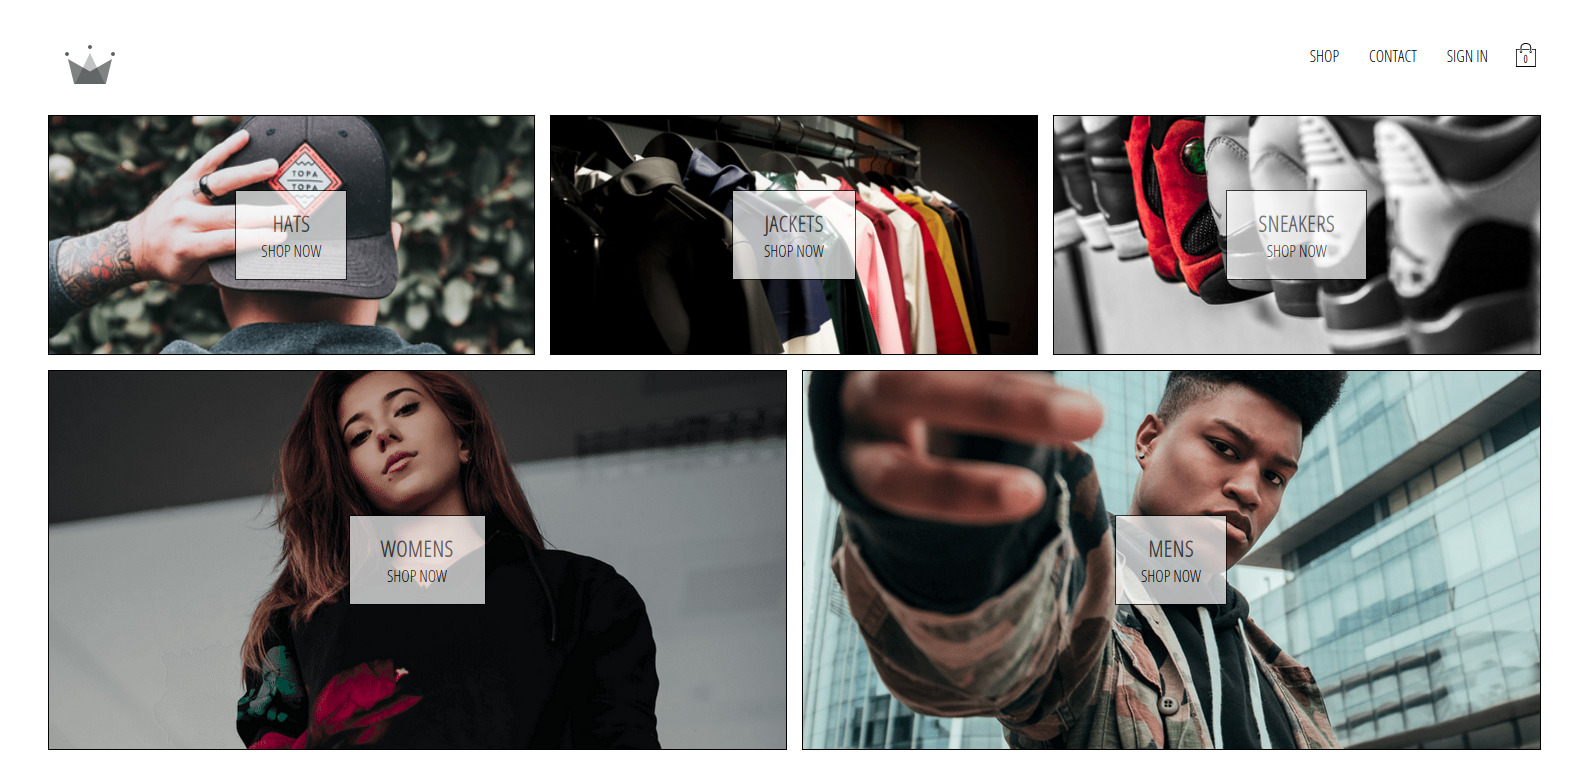 SHOP
CONTACT
SIGN IN
0
TOPA
TOPA
HATS
SHOP NOW
JACKETS
SHOP NOW
SNEAKERS
SHOP NOW
WOMENS
SHOP NOW
MENS
SHOP NOW